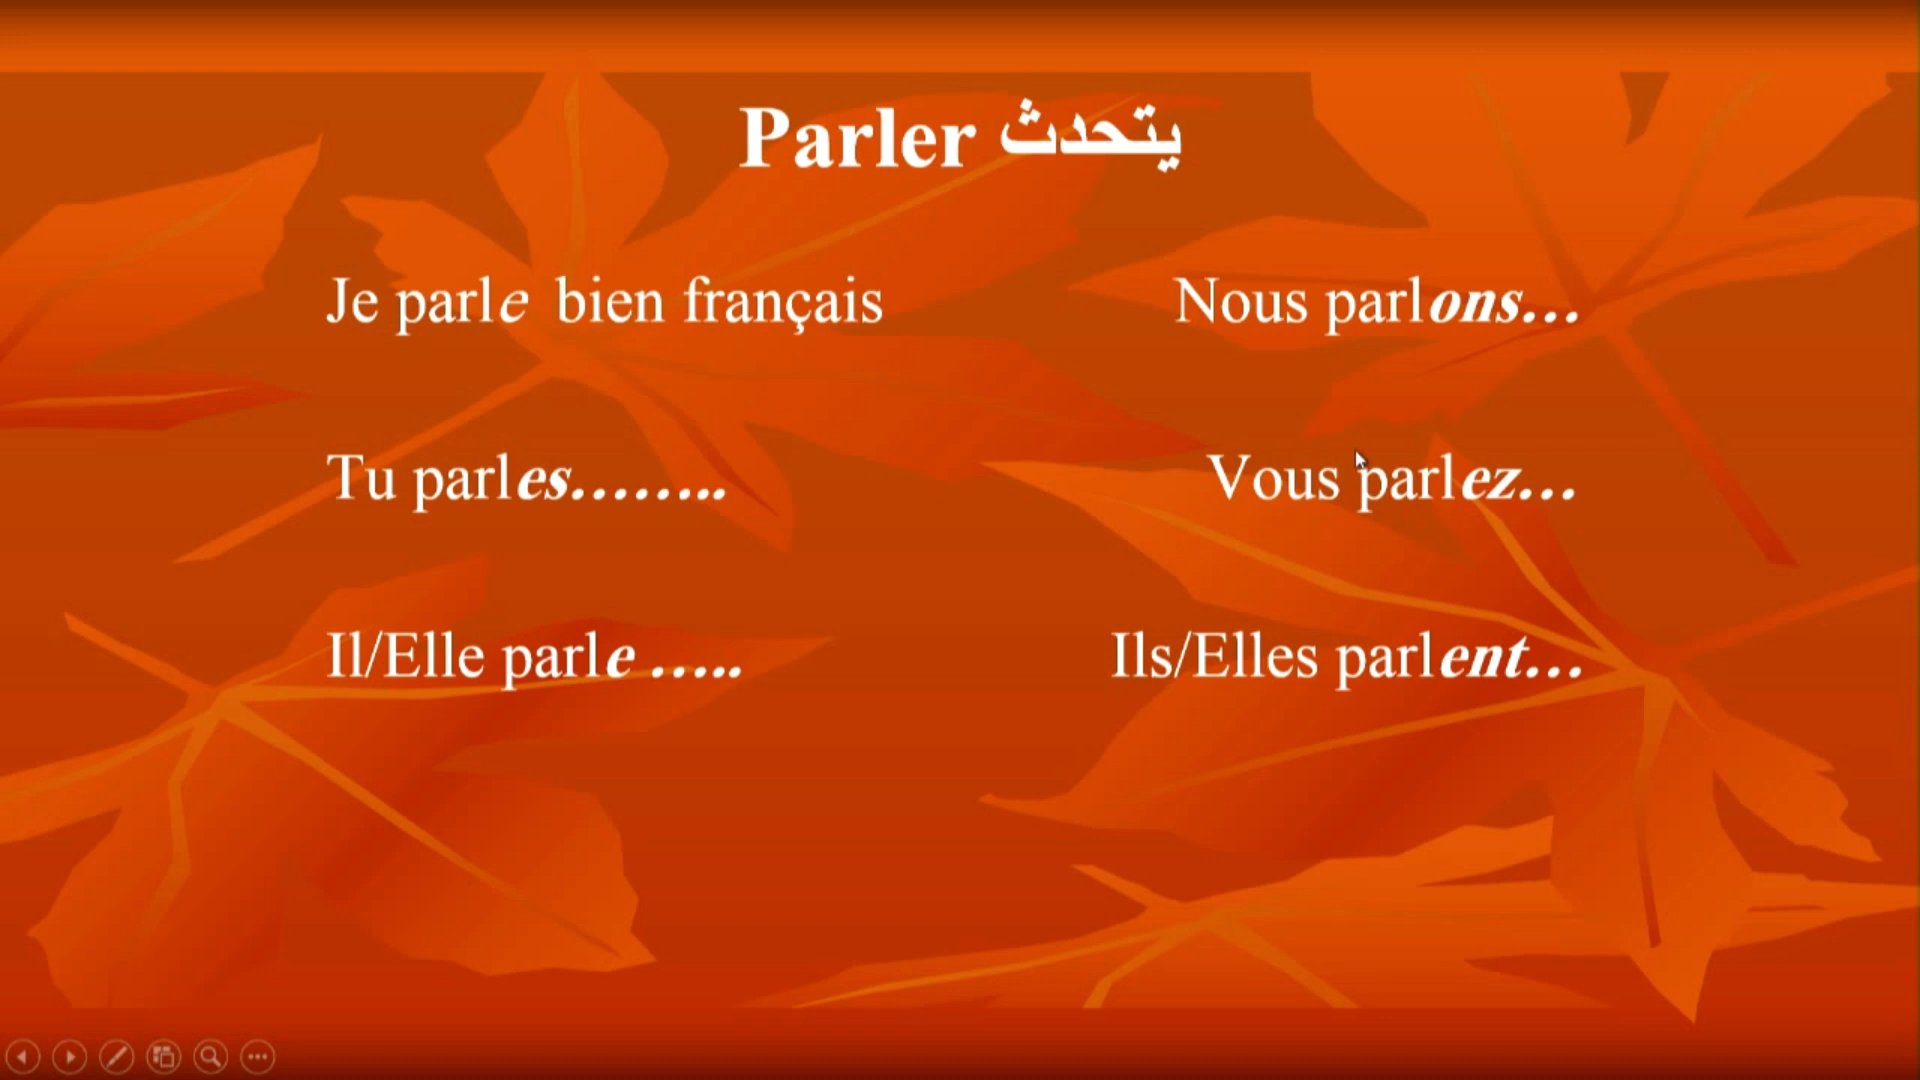 Parler يتحدث
Je parle bien français
Nous parlons...
Tu parles........
Vous parlez...
Il/Elle parle .....
Ils/Elles parlent...